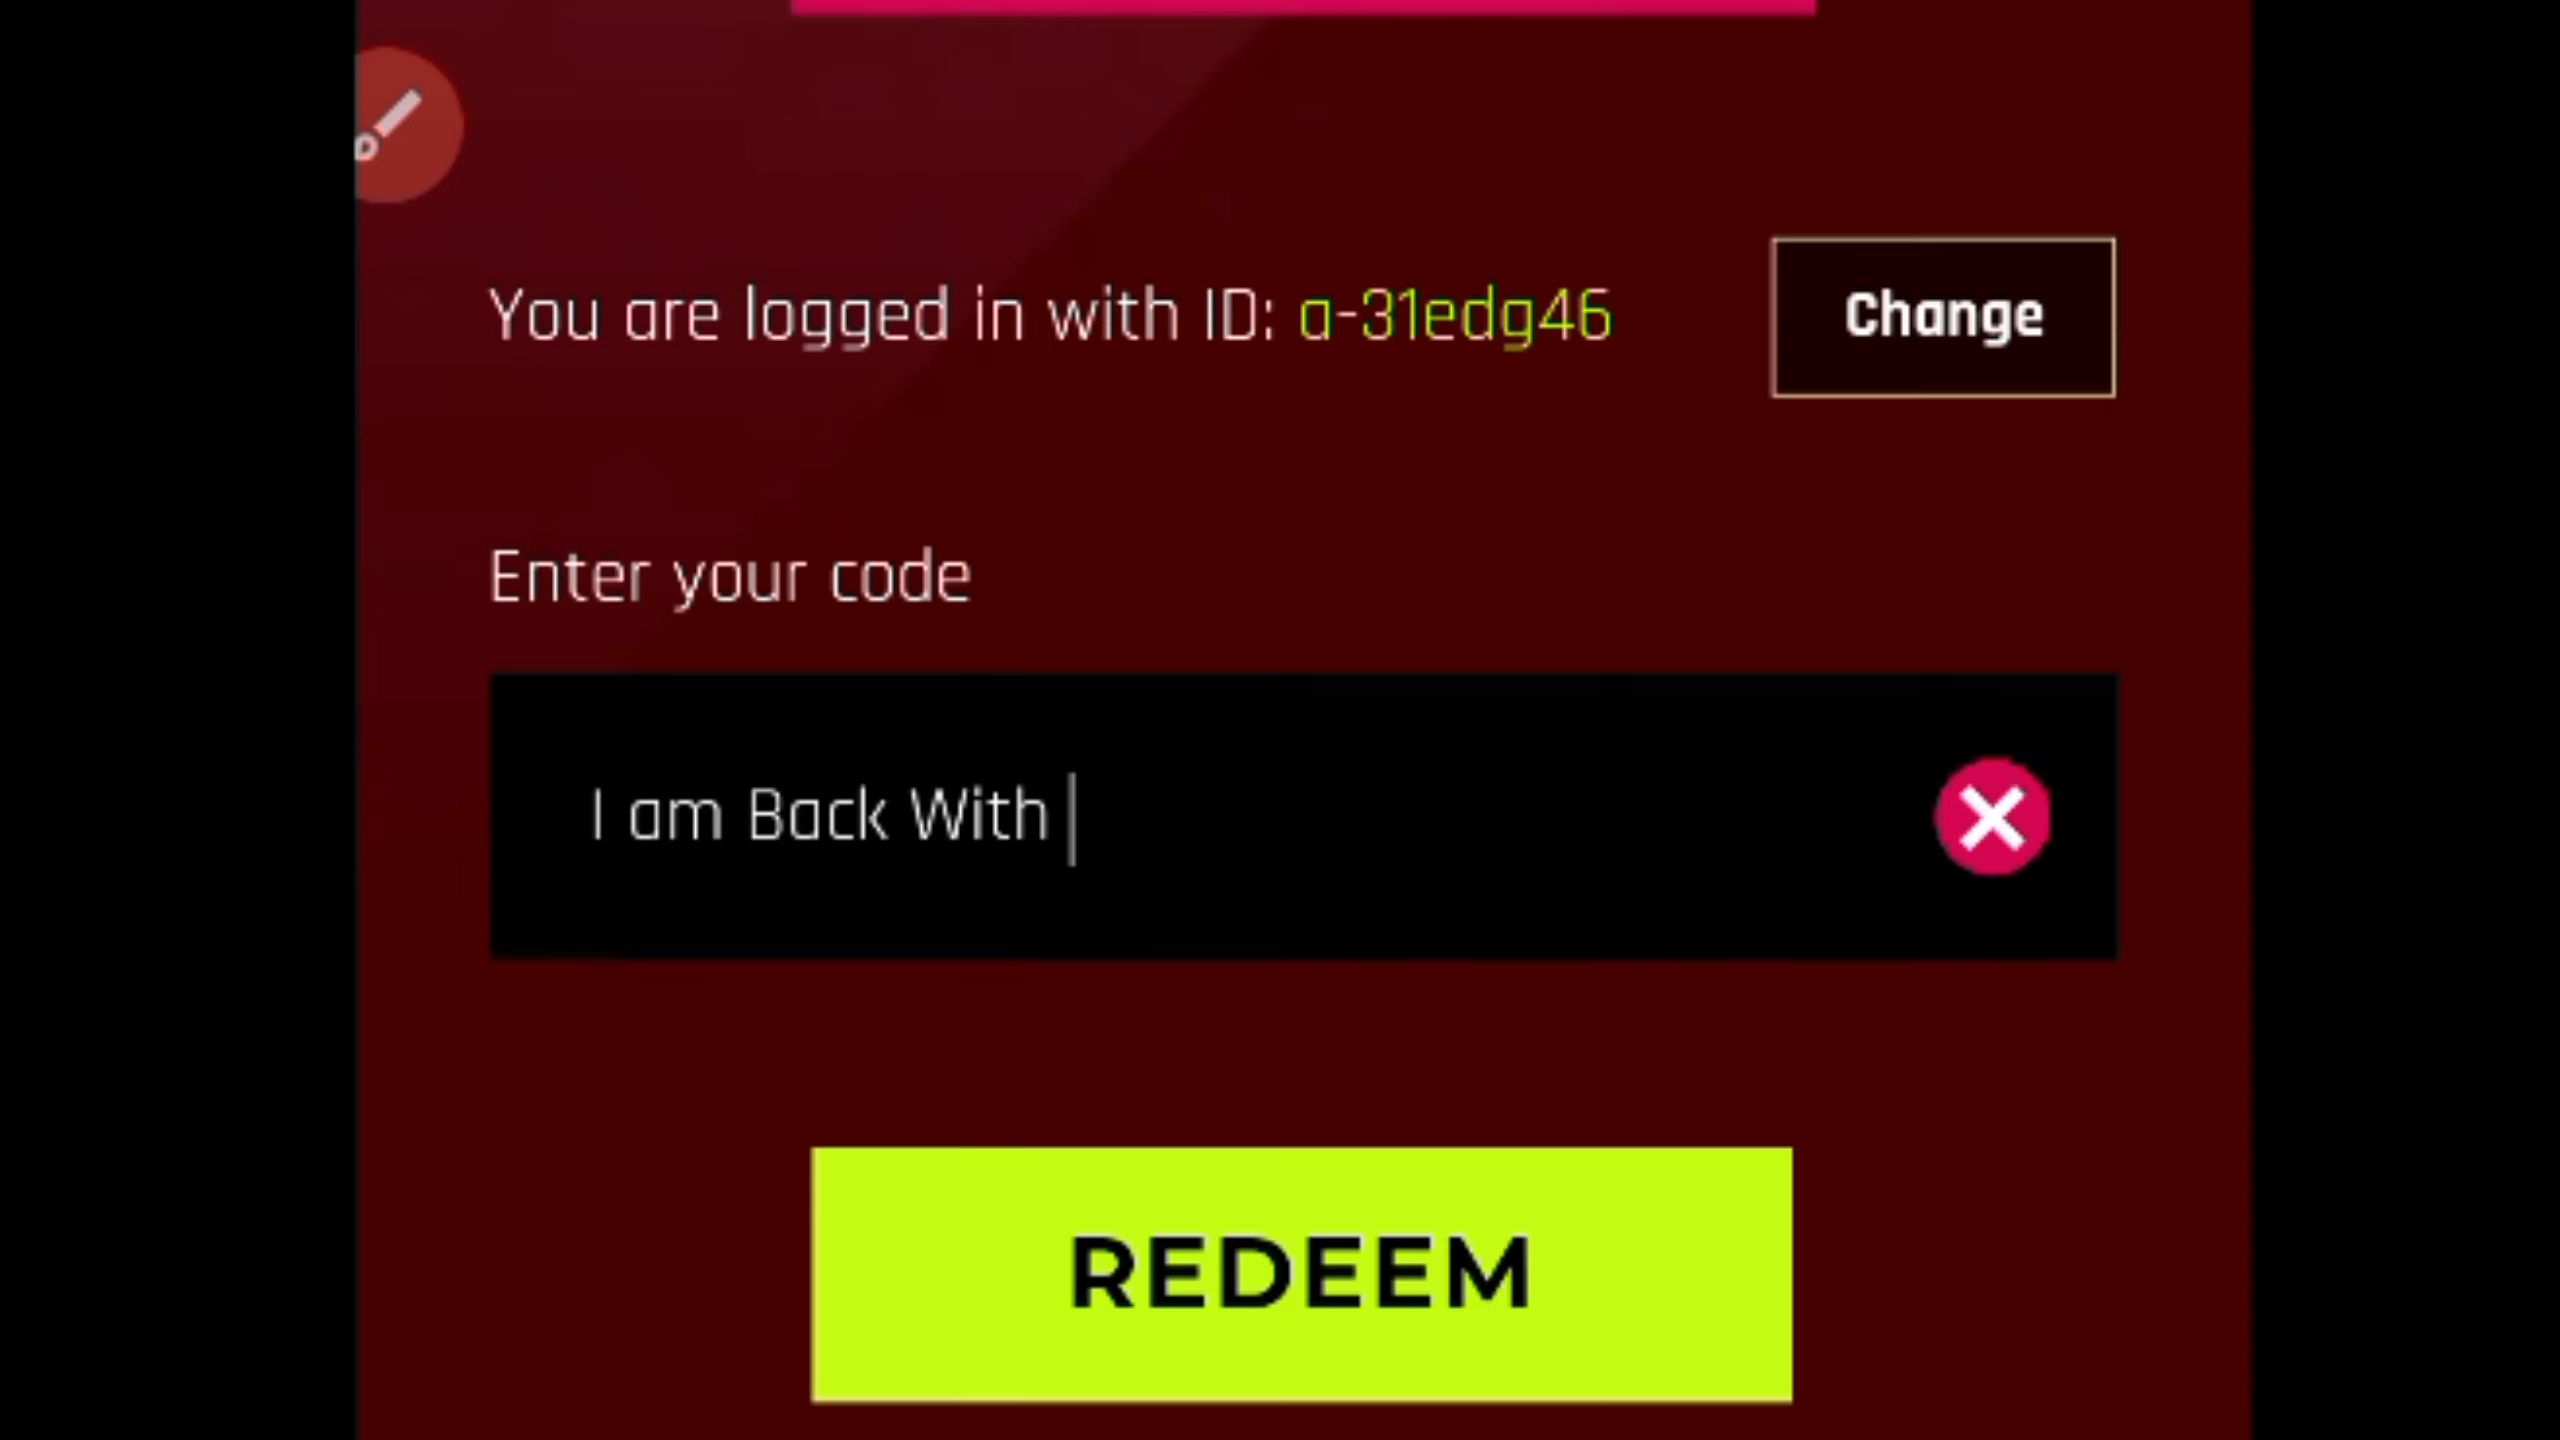 You are logged in with ID: a-31edg46
Change
Enter your code
I am Back With
REDEEM